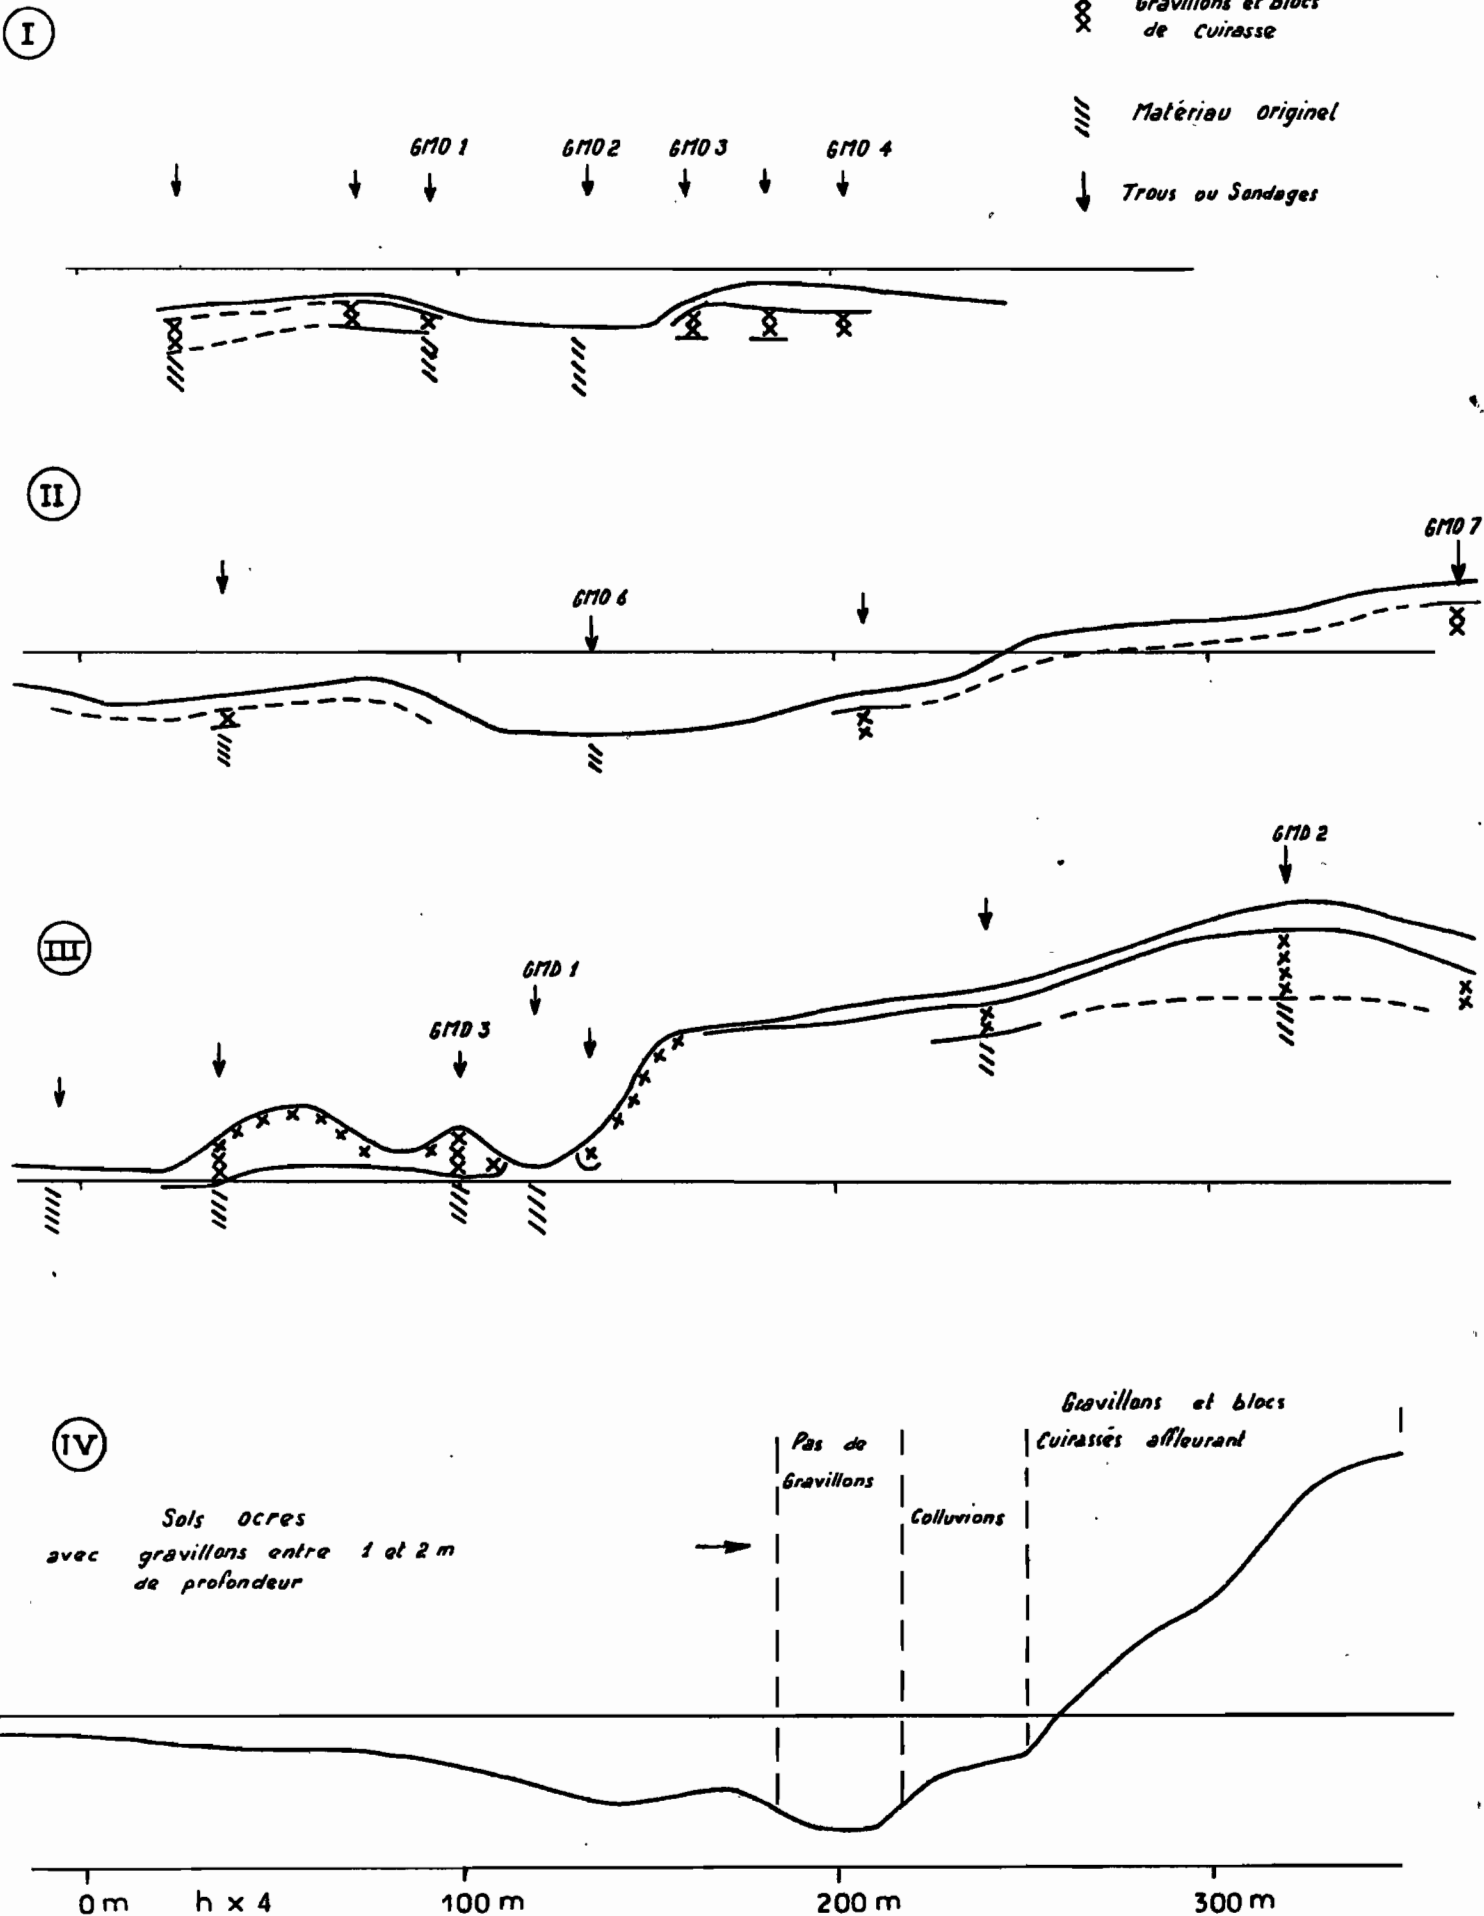 I
Gravillons et Blocs
de Cuirasse
Matériau originel
GMO 1 GMO 2 GMO 3 GMO 4
Trous ou Sondages
II
GMO 7
GMO 6
GMD 2
III
GMD 1
GMD 3
Gravillons et blocs
IV
Pas de Cuirassés affleurant
Gravillons
Sols ocres Colluvions
avec gravillons entre 1 et 2 m
de profondeur
0 m h x 4 100 m 200 m 300 m